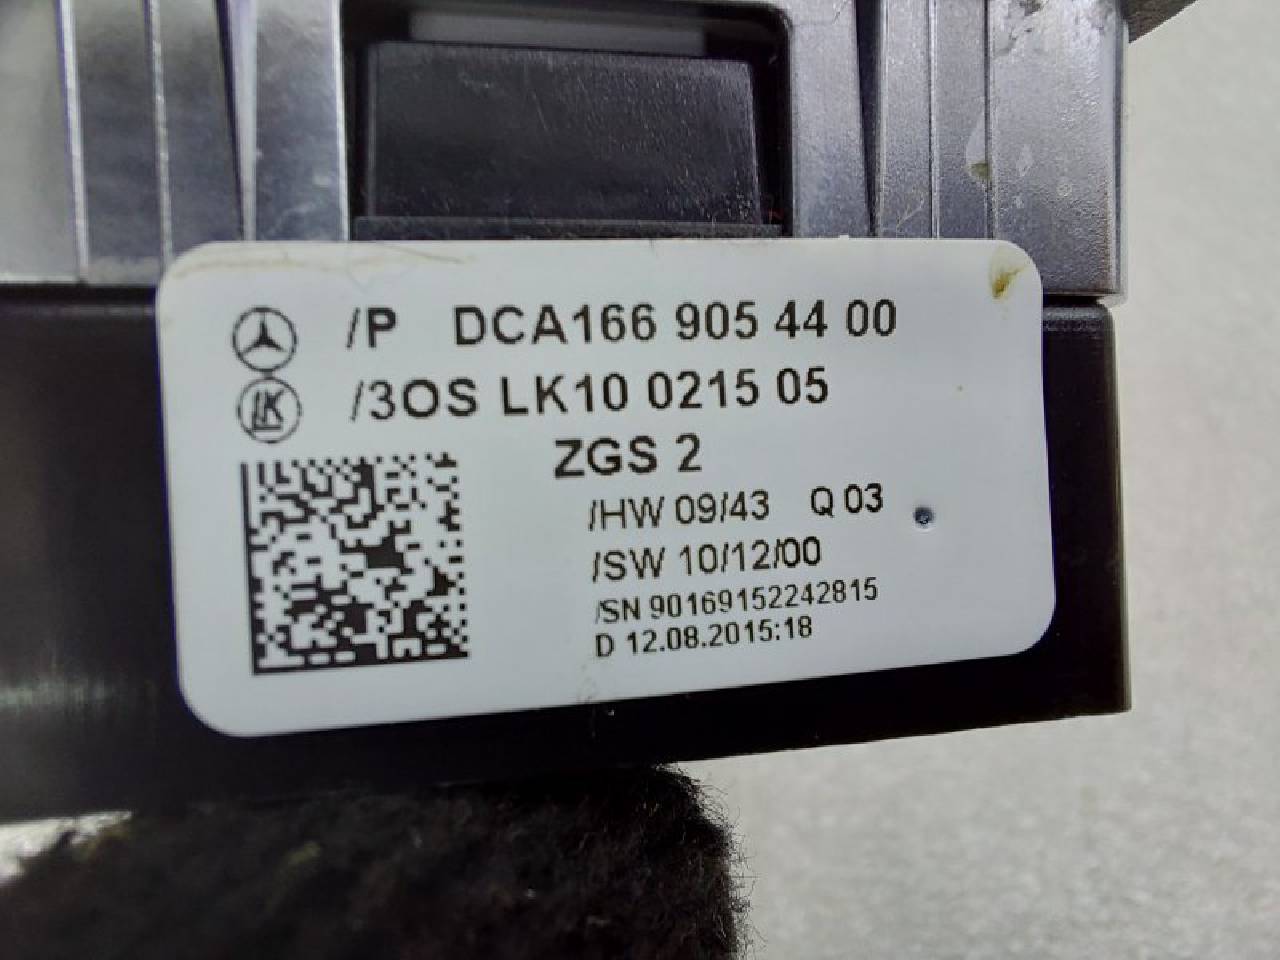 /P DCA166 905 44 00
LK /3OS LK10 0215 05
ZGS 2
/HW 09/43 Q 03
/SW 10/12/00
/SN 90169152242815
D 12.08.2015:18